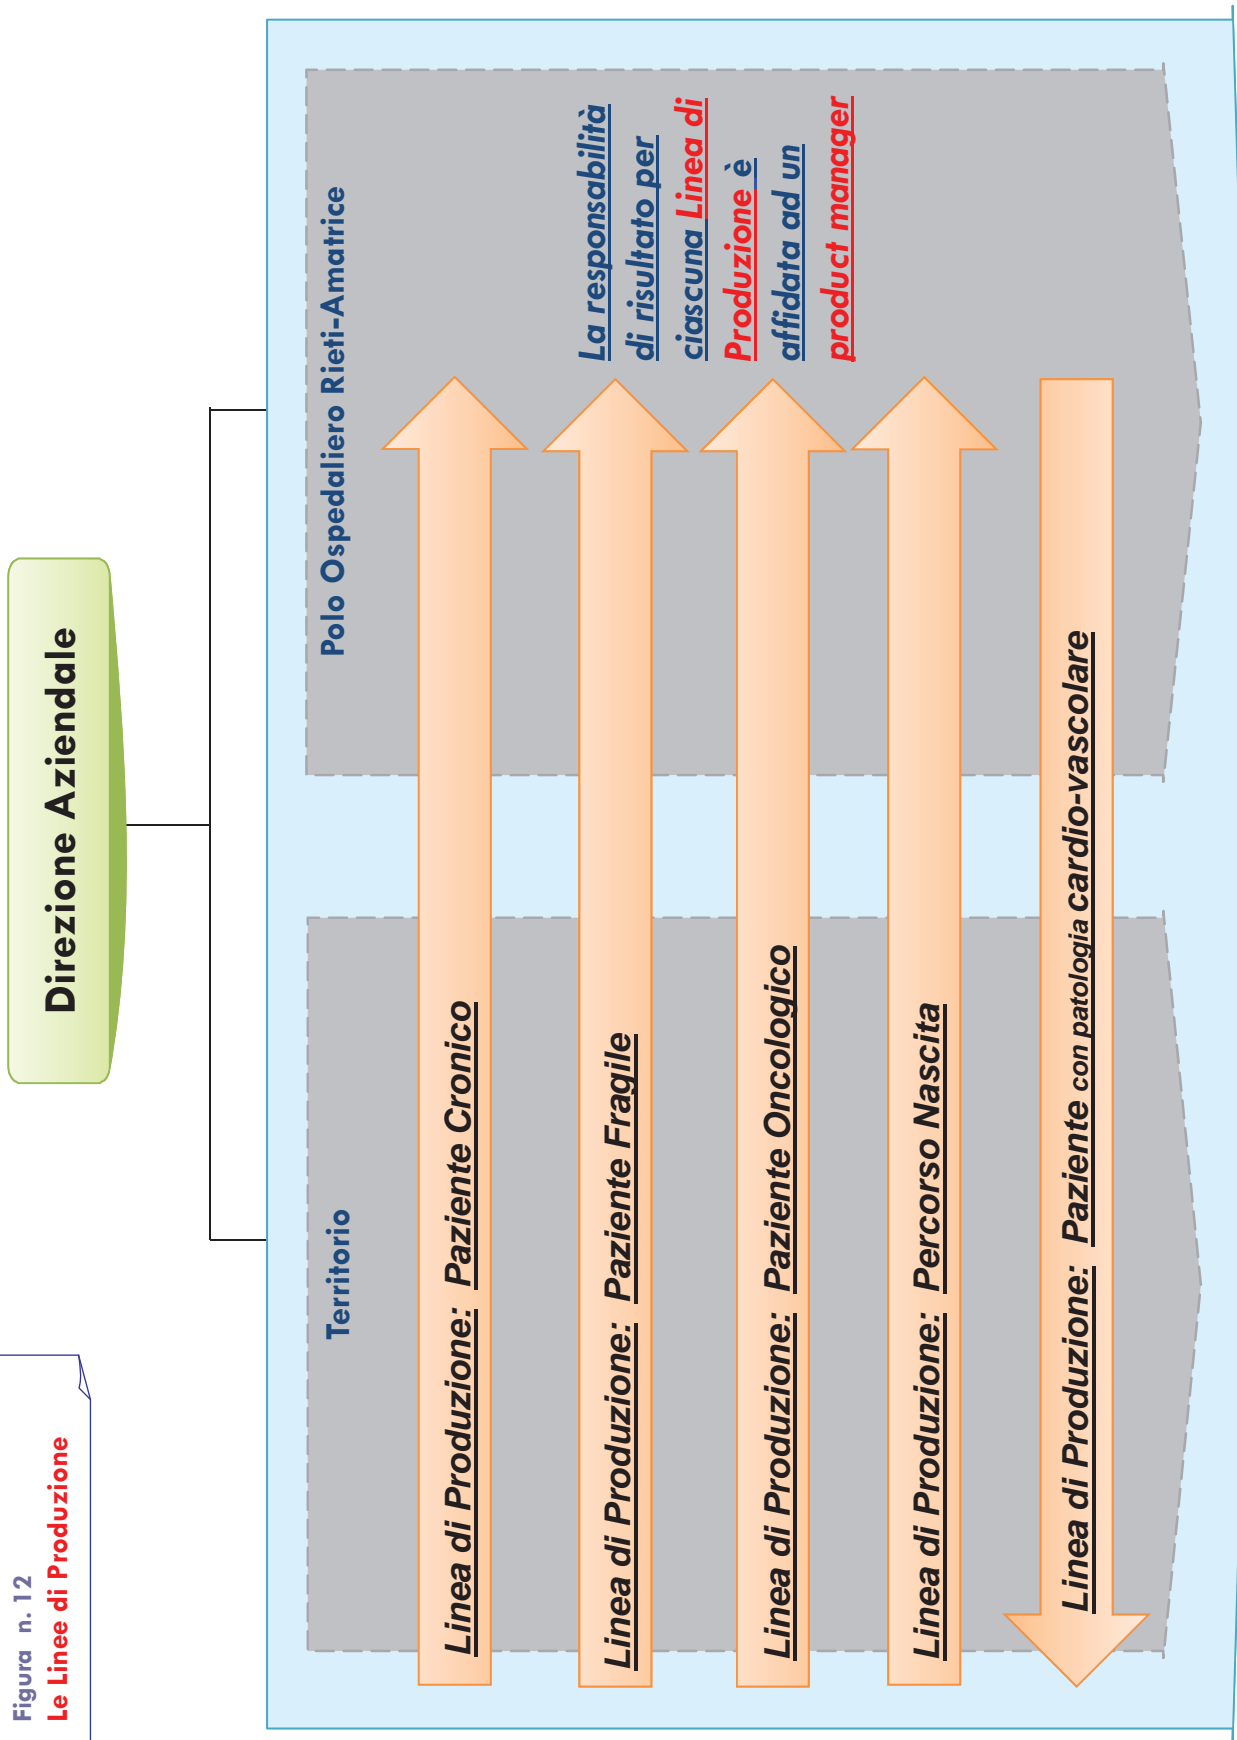 Figura n. 12
Le Linee di Produzione
Direzione Aziendale
Territorio
Polo Ospedaliero Rieti-Amatrice
Linea di Produzione: Paziente Cronico
Linea di Produzione: Paziente Fragile
Linea di Produzione: Paziente Oncologico
Linea di Produzione: Percorso Nascita
Linea di Produzione: Paziente con patologia cardio-vascolare
La responsabilità
di risultato per
ciascuna Linea di
Produzione è
affidata ad un
product manager